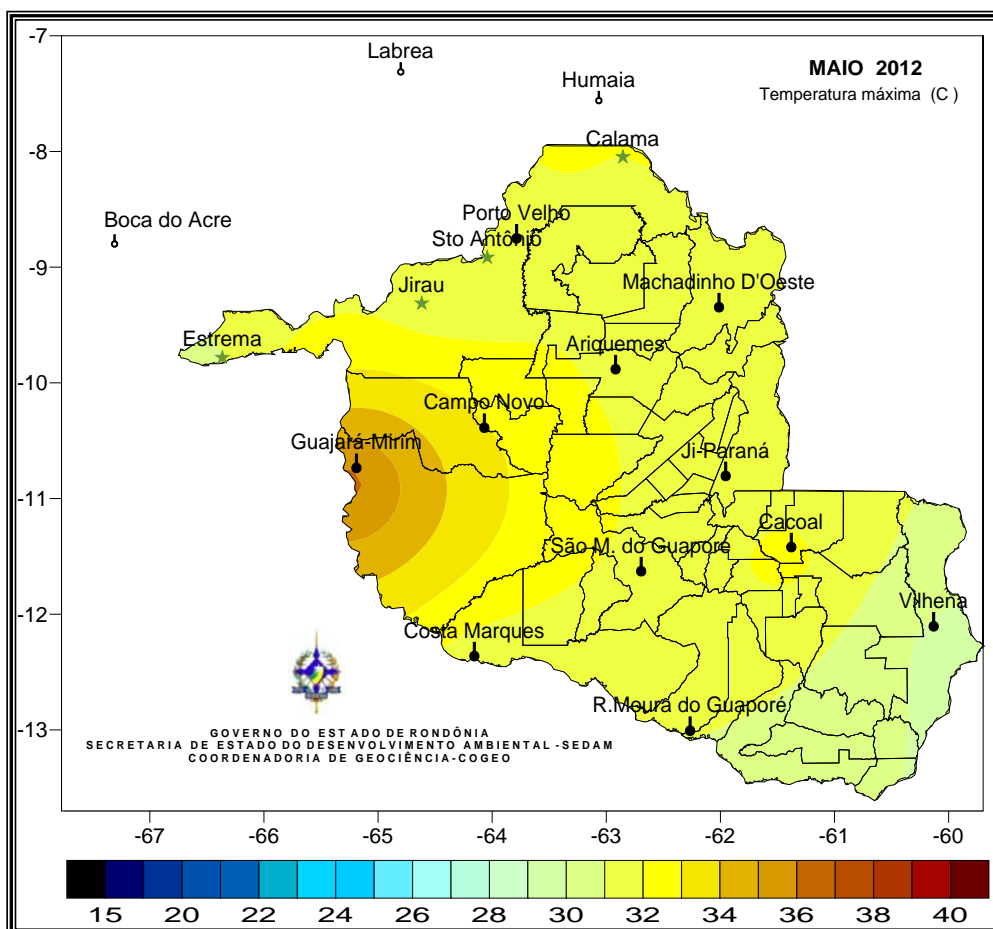 MAIO 2012
Temperatura máxima (C )
-7
-8
-9
-10
-11
-12
-13
Labrea
Humaia
Calama
Boca do Acre
Porto Velho
Sto Antônio
Jirau
Machadinho D'Oeste
Estrema
Ariquemes
Campo Novo
Guajará-Mirim
Ji-Paraná
Cacoal
São M. do Guaporé
Vilhena
Costa Marques
R.Moura do Guaporé
GOVERNO DO ESTADO DE RONDÔNIA
SECRETARIA DE ESTADO DO DESENVOLVIMENTO AMBIENTAL -SEDAM
COORDENADORIA DE GEOCIÊNCIA-COGEO
-67 -66 -65 -64 -63 -62 -61 -60
15 20 22 24 26 28 30 32 34 36 38 40